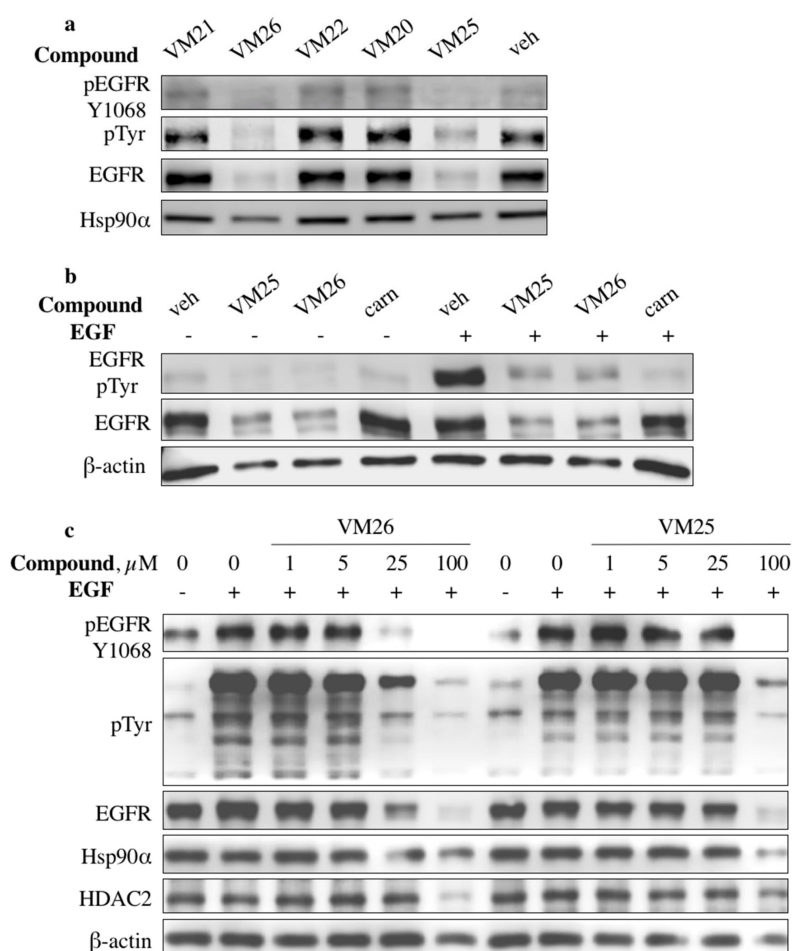 a
Compound VM21 VM26 VM22 VM20 VM25 veh
pEGFR
Y1068
pTyr
EGFR
Hsp90α
b
Compound veh VM25 VM26 carn veh VM25 VM26 carn
EGF - - - - + + + +
EGFR
pTyr
EGFR
β-actin
c VM26 VM25
Compound, µM 0 0 1 5 25 100 0 0 1 5 25 100
EGF - + + + + + - + + + + +
pEGFR
Y1068
pTyr
EGFR
Hsp90α
HDAC2
β-actin